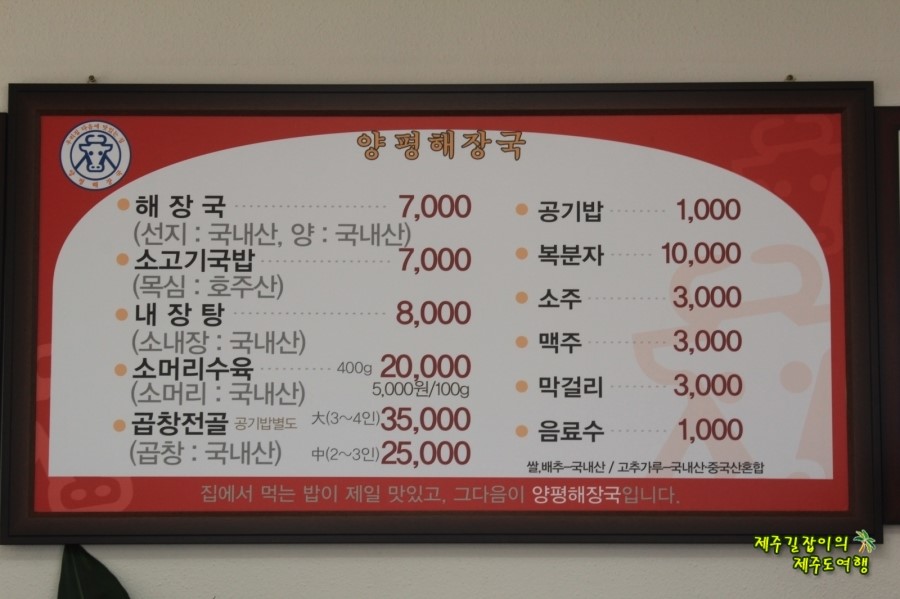 양평해장국
양평해장국
해장국 7,000
(선지 : 국내산, 양 : 국내산)
소고기국밥 7,000
(목심 : 호주산)
내장탕 8,000
(소내장 : 국내산)
소머리수육 400g 20,000
(소머리 : 국내산) 5,000원/100g
곱창전골 공기밥별도 大(3~4인) 35,000
(곱창 : 국내산) 中(2~3인) 25,000
공기밥 1,000
복분자 10,000
소주 3,000
맥주 3,000
막걸리 3,000
음료수 1,000
쌀,배추-국내산 / 고추가루-국내산·중국산혼합
집에서 먹는 밥이 제일 맛있고, 그다음이 양평해장국입니다.
제주길잡이의
제주도여행